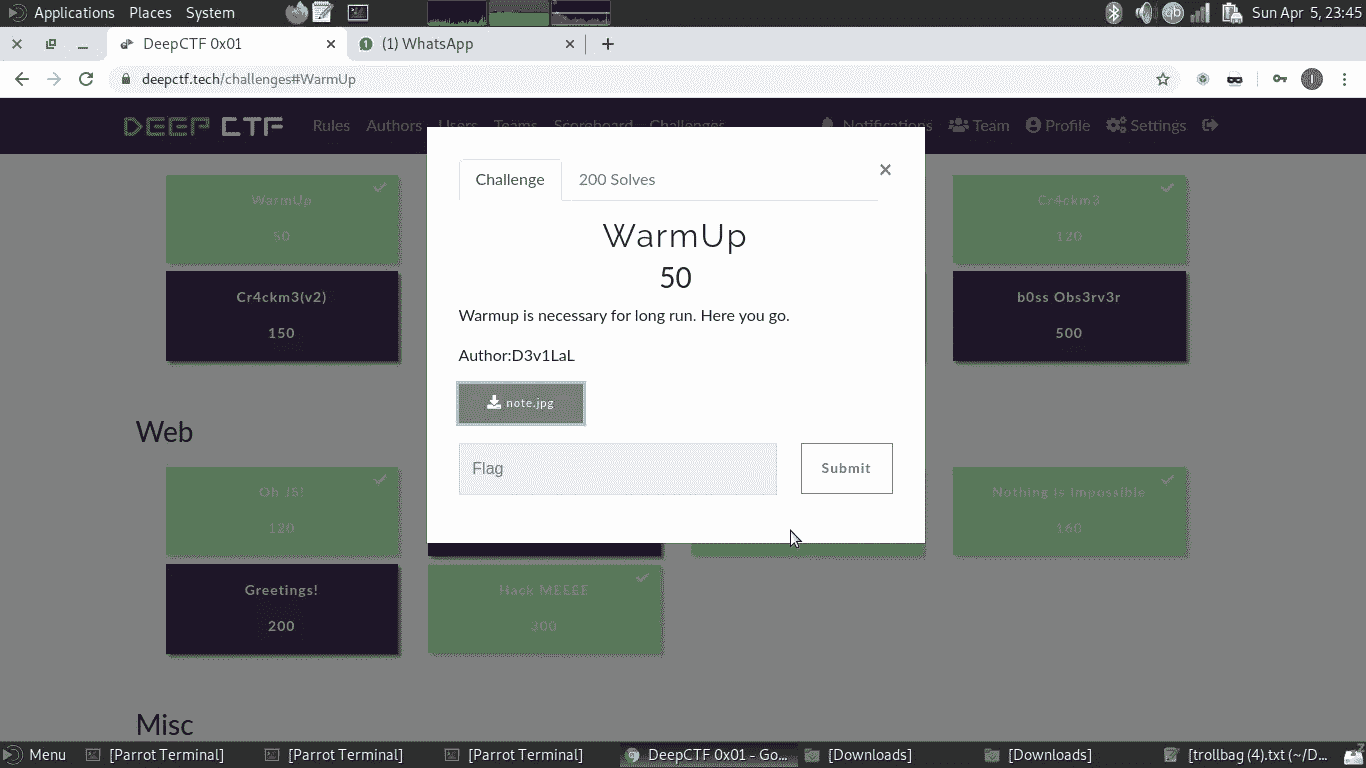 Applications Places System Sun Apr 5, 23:45
DeepCTF 0x01 (1) WhatsApp
deepctf.tech/challenges#WarmUp
DEEP CTF Rules Authors Users Teams Scoreboard Challenges Notifications Team Profile Settings
Challenge 200 Solves
WarmUp
50
Warmup is necessary for long run. Here you go.
Author:D3v1LaL
note.jpg
Flag Submit
WarmUp Cr4ckm3
50 120
Cr4ckm3(v2) b0ss Obs3rv3r
150 500
Web
Oh JS! Nothing Is Impossible
120 160
Greetings! Hack MEEEE
200 300
Misc
Menu [Parrot Terminal] [Parrot Terminal] [Parrot Terminal] DeepCTF 0x01 - Go... [Downloads] [Downloads] [trollbag (4).txt (~/D...